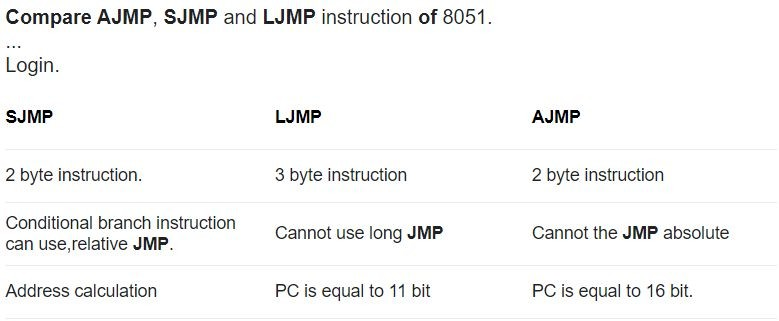 Compare AJMP, SJMP and LJMP instruction of 8051.
...
Login.
SJMP LJMP AJMP
2 byte instruction. 3 byte instruction 2 byte instruction
Conditional branch instruction
can use,relative JMP. Cannot use long JMP Cannot the JMP absolute
Address calculation PC is equal to 11 bit PC is equal to 16 bit.